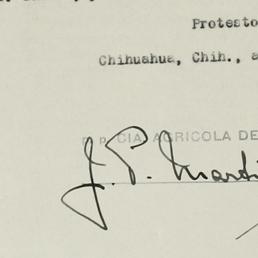 Protesto
Chihuahua, Chih., a
p. p. CIA. AGRICOLA DE
J. P.